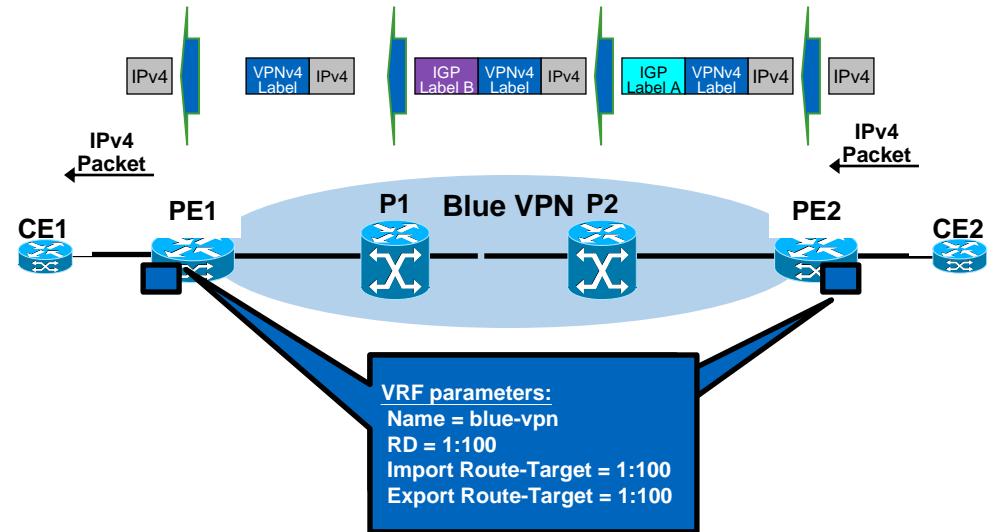 IPv4
VPNv4
Label
IPv4
IGP
Label B
VPNv4
Label
IPv4
IGP
Label A
VPNv4
Label
IPv4
IPv4
IPv4
Packet
IPv4
Packet
CE1
PE1
P1
Blue VPN
P2
PE2
CE2
VRF parameters:
Name = blue-vpn
RD = 1:100
Import Route-Target = 1:100
Export Route-Target = 1:100